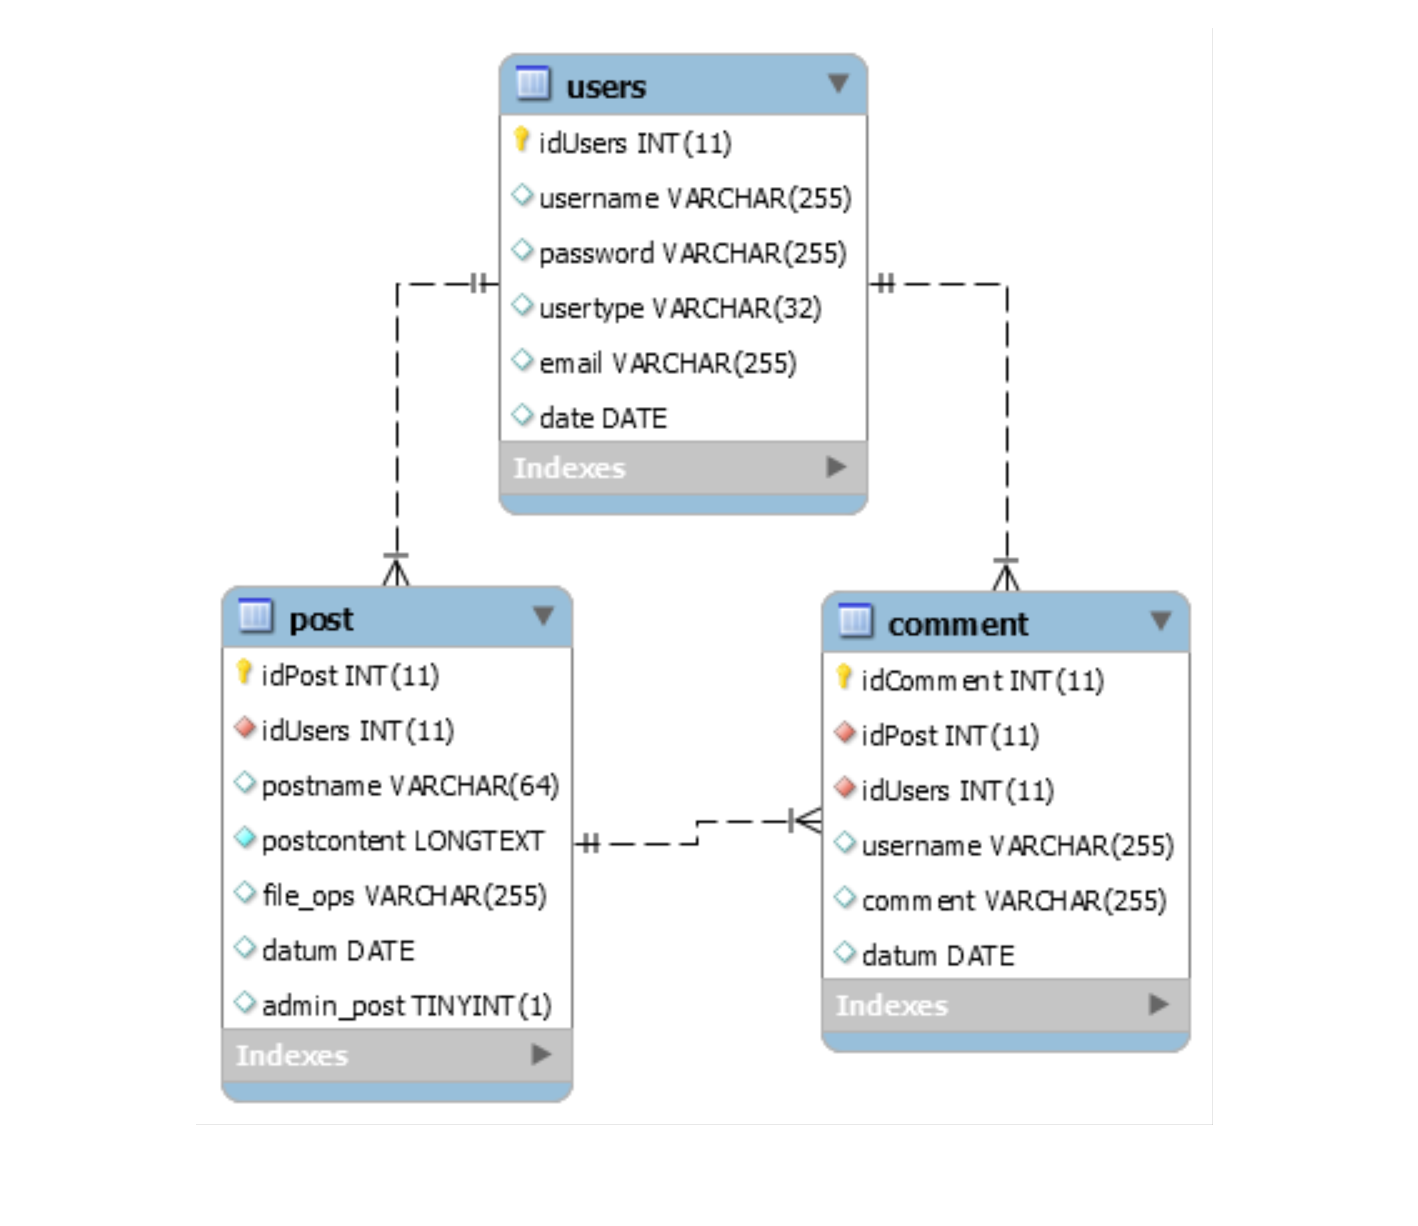 users
idUsers INT(11)
username VARCHAR(255)
password VARCHAR(255)
usertype VARCHAR(32)
email VARCHAR(255)
date DATE
Indexes
post
idPost INT(11)
idUsers INT(11)
postname VARCHAR(64)
postcontent LONGTEXT
file_ops VARCHAR(255)
datum DATE
admin_post TINYINT(1)
Indexes
comment
idComment INT(11)
idPost INT(11)
idUsers INT(11)
username VARCHAR(255)
comment VARCHAR(255)
datum DATE
Indexes